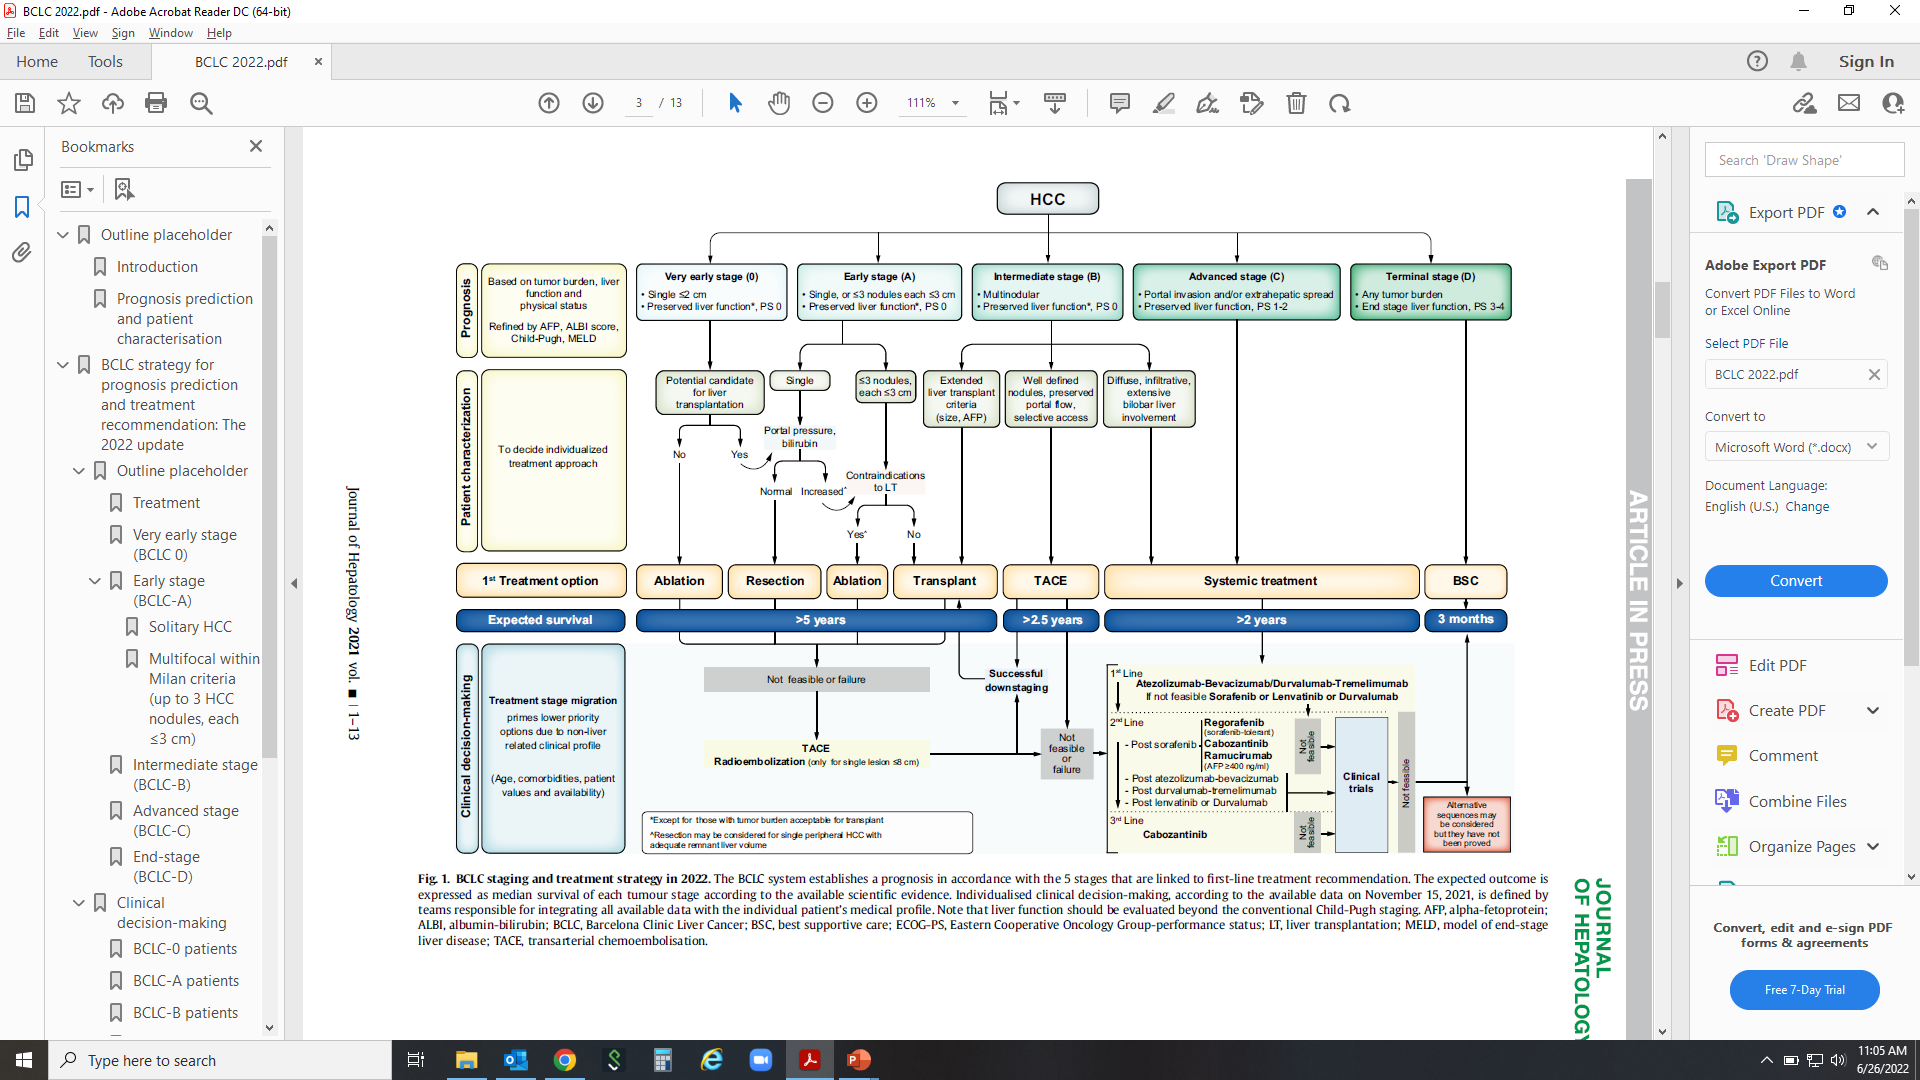 BCLC 2022.pdf - Adobe Acrobat Reader DC (64-bit)
File Edit View Sign Window Help
Home Tools BCLC 2022.pdf
Sign In
3 / 13
111%
Bookmarks
Outline placeholder
Introduction
Prognosis prediction
and patient
characterisation
BCLC strategy for
prognosis prediction
and treatment
recommendation: The
2022 update
Outline placeholder
Treatment
Very early stage
(BCLC 0)
Early stage
(BCLC-A)
Solitary HCC
Multifocal within
Milan criteria
(up to 3 HCC
nodules, each
≤3 cm)
Intermediate stage
(BCLC-B)
Advanced stage
(BCLC-C)
End-stage
(BCLC-D)
Clinical
decision-making
BCLC-0 patients
BCLC-A patients
BCLC-B patients
Journal of Hepatology 2021 vol. ■ | 1–13
HCC
Prognosis
Based on tumor burden, liver
function and
physical status
Refined by AFP, ALBI score,
Child-Pugh, MELD
Very early stage (0)
• Single ≤2 cm
• Preserved liver function*, PS 0
Early stage (A)
• Single, or ≤3 nodules each ≤3 cm
• Preserved liver function*, PS 0
Intermediate stage (B)
• Multinodular
• Preserved liver function*, PS 0
Advanced stage (C)
• Portal invasion and/or extrahepatic spread
• Preserved liver function, PS 1-2
Terminal stage (D)
• Any tumor burden
• End stage liver function, PS 3-4
Patient characterization
To decide individualized
treatment approach
Potential candidate
for liver
transplantation
Single
≤3 nodules,
each ≤3 cm
Extended
liver transplant
criteria
(size, AFP)
Well defined
nodules, preserved
portal flow,
selective access
Diffuse, infiltrative,
extensive
bilobar liver
involvement
Portal pressure,
bilirubin
No Yes
Contraindications
to LT
Normal Increased^
Yes^ No
1st Treatment option
Ablation
Resection
Ablation
Transplant
TACE
Systemic treatment
BSC
Expected survival
>5 years
>2.5 years
>2 years
3 months
Clinical decision-making
Treatment stage migration
primes lower priority
options due to non-liver
related clinical profile
(Age, comorbidities, patient
values and availability)
Not feasible or failure
Successful
downstaging
TACE
Radioembolization (only for single lesion ≤8 cm)
Not
feasible
or
failure
1st Line
Atezolizumab-Bevacizumab/Durvalumab-Tremelimumab
If not feasible Sorafenib or Lenvatinib or Durvalumab
2nd Line
- Post sorafenib
Regorafenib
(sorafenib-tolerant)
Cabozantinib
Ramucirumab
(AFP ≥400 ng/ml)
- Post atezolizumab-bevacizumab
- Post durvalumab-tremelimumab
- Post lenvatinib or Durvalumab
3rd Line
Cabozantinib
Not
feasible
Not
feasible
Clinical
trials
Not feasible
Alternative
sequences may
be considered
but they have not
been proved
*Except for those with tumor burden acceptable for transplant
^Resection may be considered for single peripheral HCC with
adequate remnant liver volume
Fig. 1. BCLC staging and treatment strategy in 2022. The BCLC system establishes a prognosis in accordance with the 5 stages that are linked to first-line treatment recommendation. The expected outcome is
expressed as median survival of each tumour stage according to the available scientific evidence. Individualised clinical decision-making, according to the available data on November 15, 2021, is defined by
teams responsible for integrating all available data with the individual patient's medical profile. Note that liver function should be evaluated beyond the conventional Child-Pugh staging. AFP, alpha-fetoprotein;
ALBI, albumin-bilirubin; BCLC, Barcelona Clinic Liver Cancer; BSC, best supportive care; ECOG-PS, Eastern Cooperative Oncology Group-performance status; LT, liver transplantation; MELD, model of end-stage
liver disease; TACE, transarterial chemoembolisation.
ARTICLE IN PRESS
JOURNAL
OF HEPATOLOGY
Search 'Draw Shape'
Export PDF
Adobe Export PDF
Convert PDF Files to Word
or Excel Online
Select PDF File
BCLC 2022.pdf
Convert to
Microsoft Word (*.docx)
Document Language:
English (U.S.) Change
Convert
Edit PDF
Create PDF
Comment
Combine Files
Organize Pages
Convert, edit and e-sign PDF
forms & agreements
Free 7-Day Trial
Type here to search
11:05 AM
6/26/2022